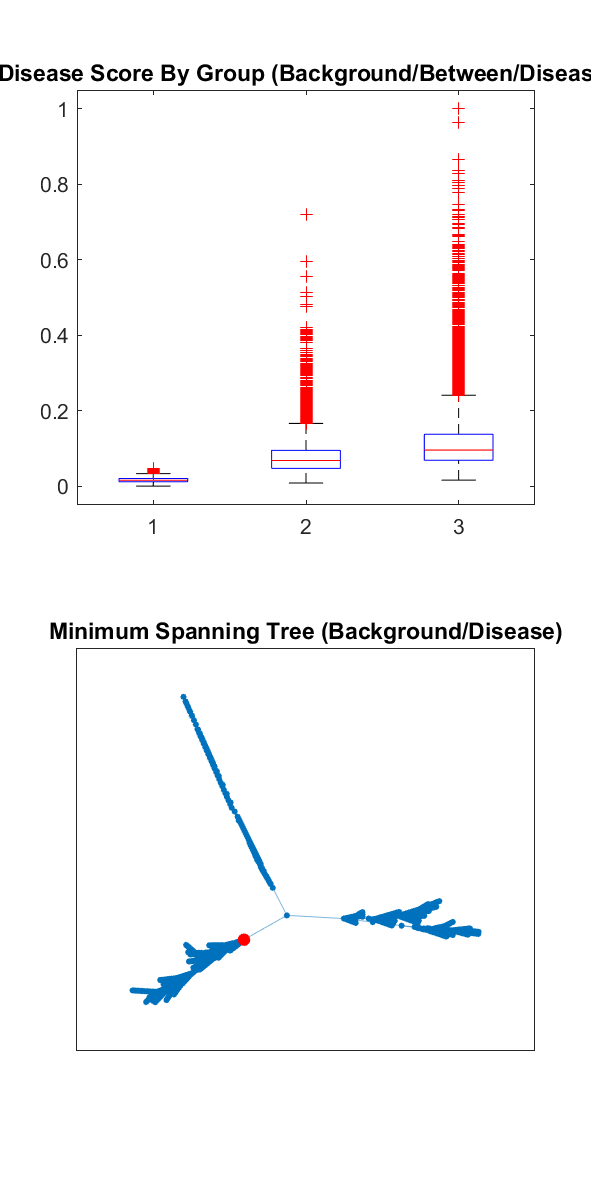 Disease Score By Group (Background/Between/Diseas
1
0.8
0.6
0.4
0.2
0
1 2 3
Minimum Spanning Tree (Background/Disease)